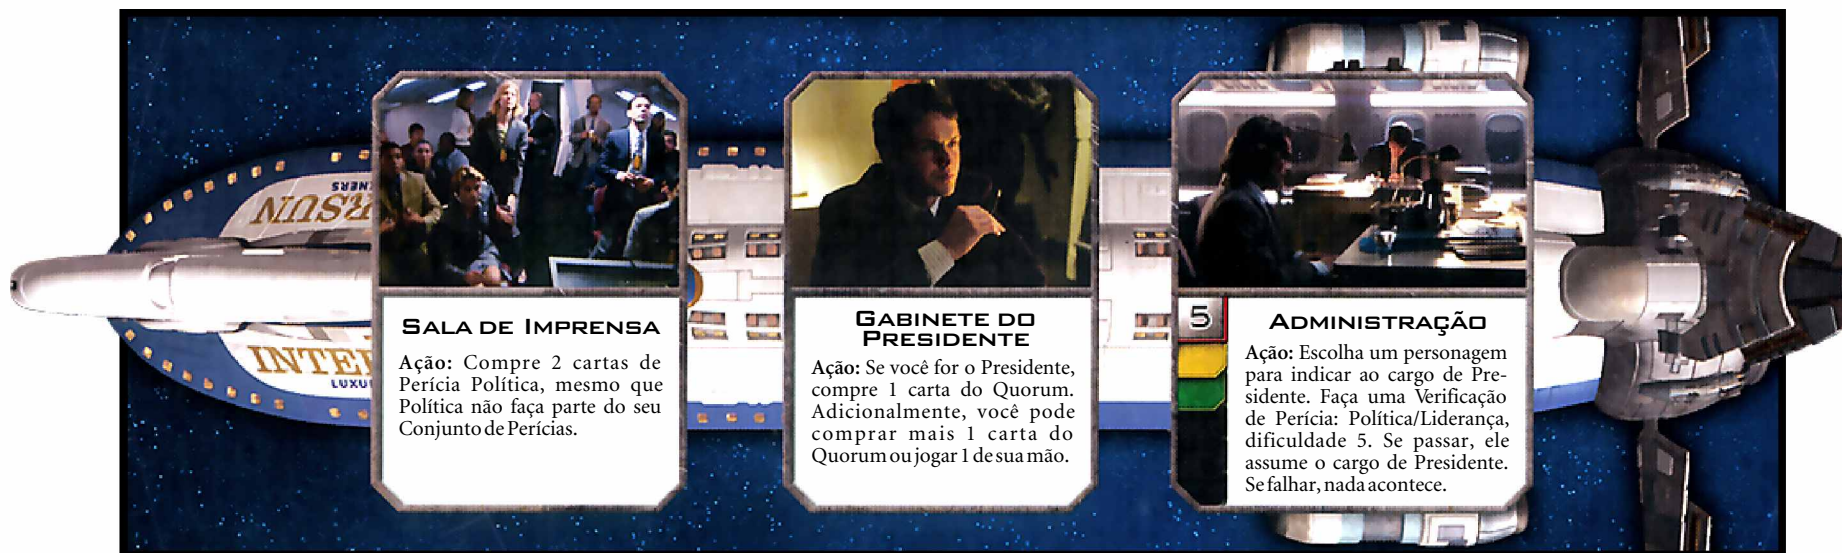 RSUN
INTE
LUXU
SALA DE IMPRENSA
Ação: Compre 2 cartas de
Perícia Política, mesmo que
Política não faça parte do seu
Conjunto de Perícias.
GABINETE DO
PRESIDENTE
Ação: Se você for o Presidente,
compre 1 carta do Quorum.
Adicionalmente, você pode
comprar mais 1 carta do
Quorum ou jogar 1 de sua mão.
5
ADMINISTRAÇÃO
Ação: Escolha um personagem
para indicar ao cargo de Pre-
sidente. Faça uma Verificação
de Perícia: Política/Liderança,
dificuldade 5. Se passar, ele
assume o cargo de Presidente.
Se falhar, nada acontece.